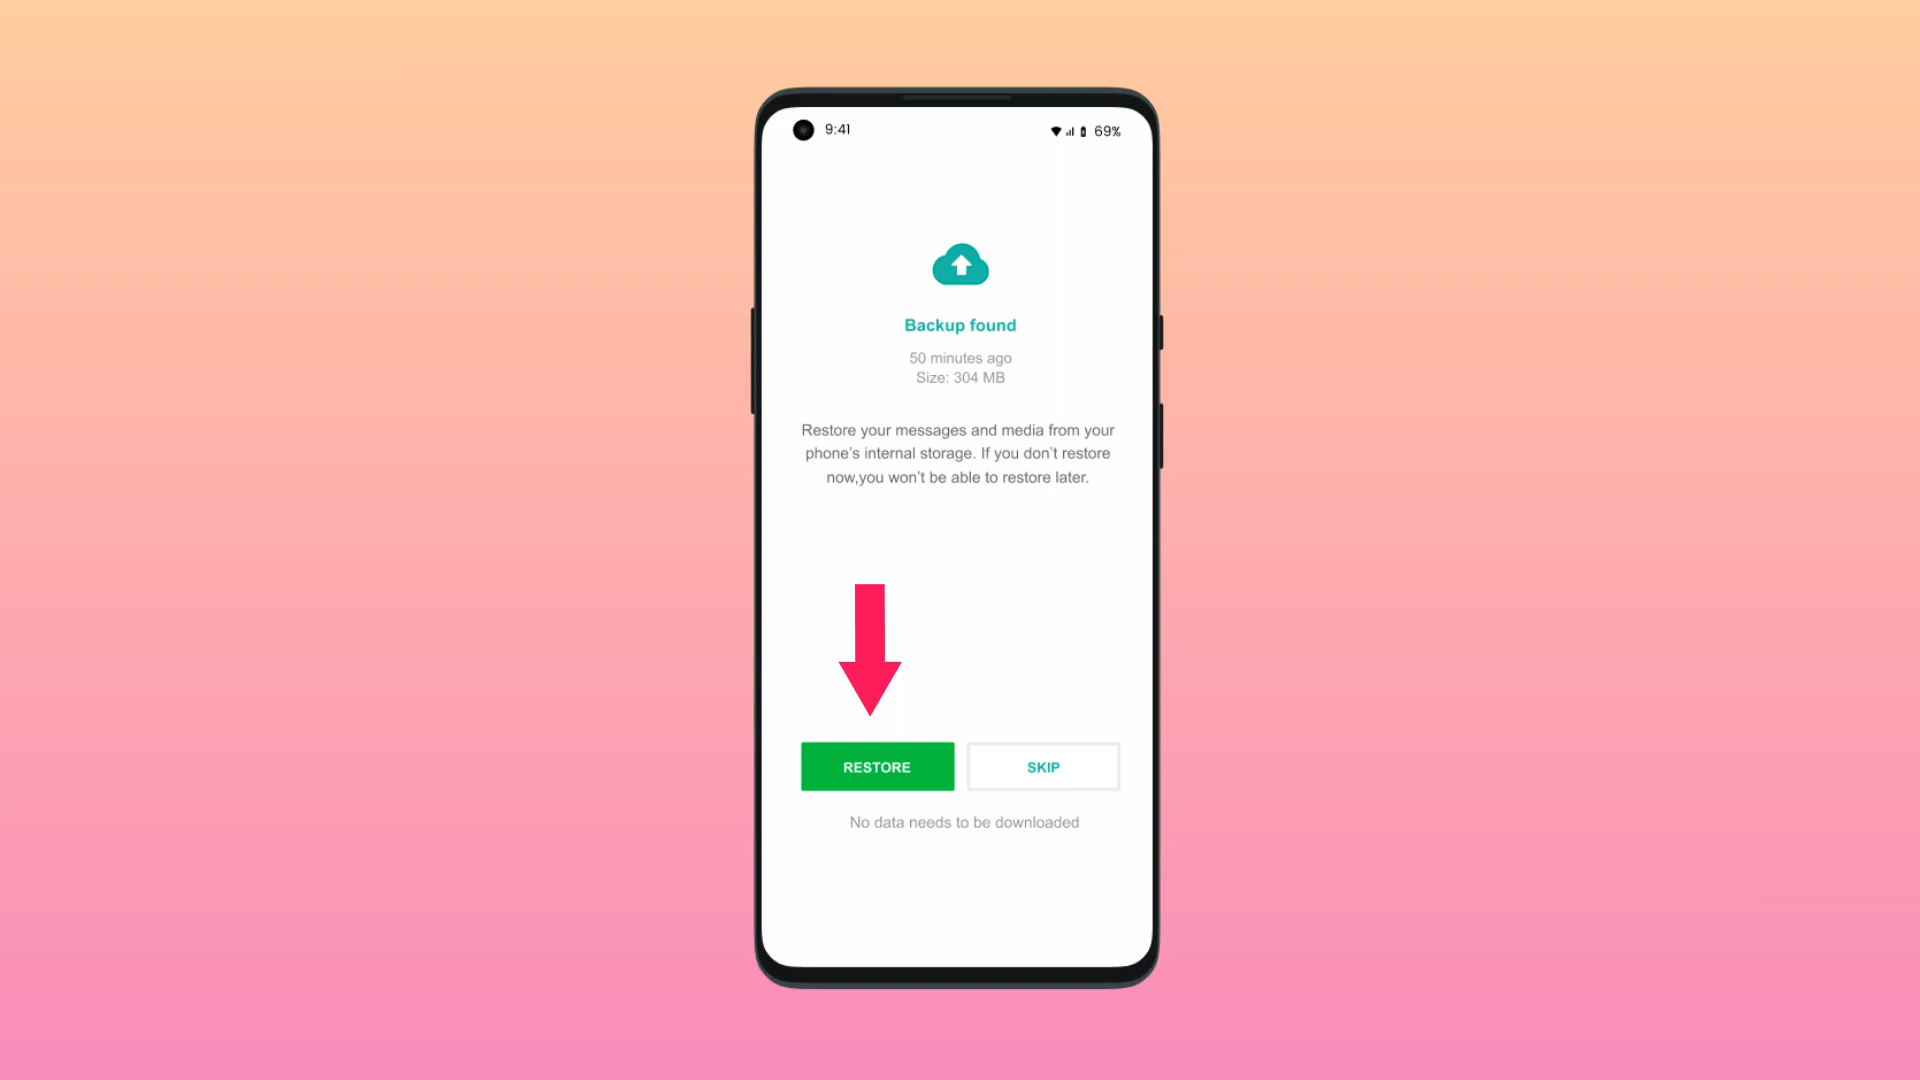 9:41
69%
Backup found
50 minutes ago
Size: 304 MB
Restore your messages and media from your
phone’s internal storage. If you don’t restore
now,you won’t be able to restore later.
RESTORE
SKIP
No data needs to be downloaded